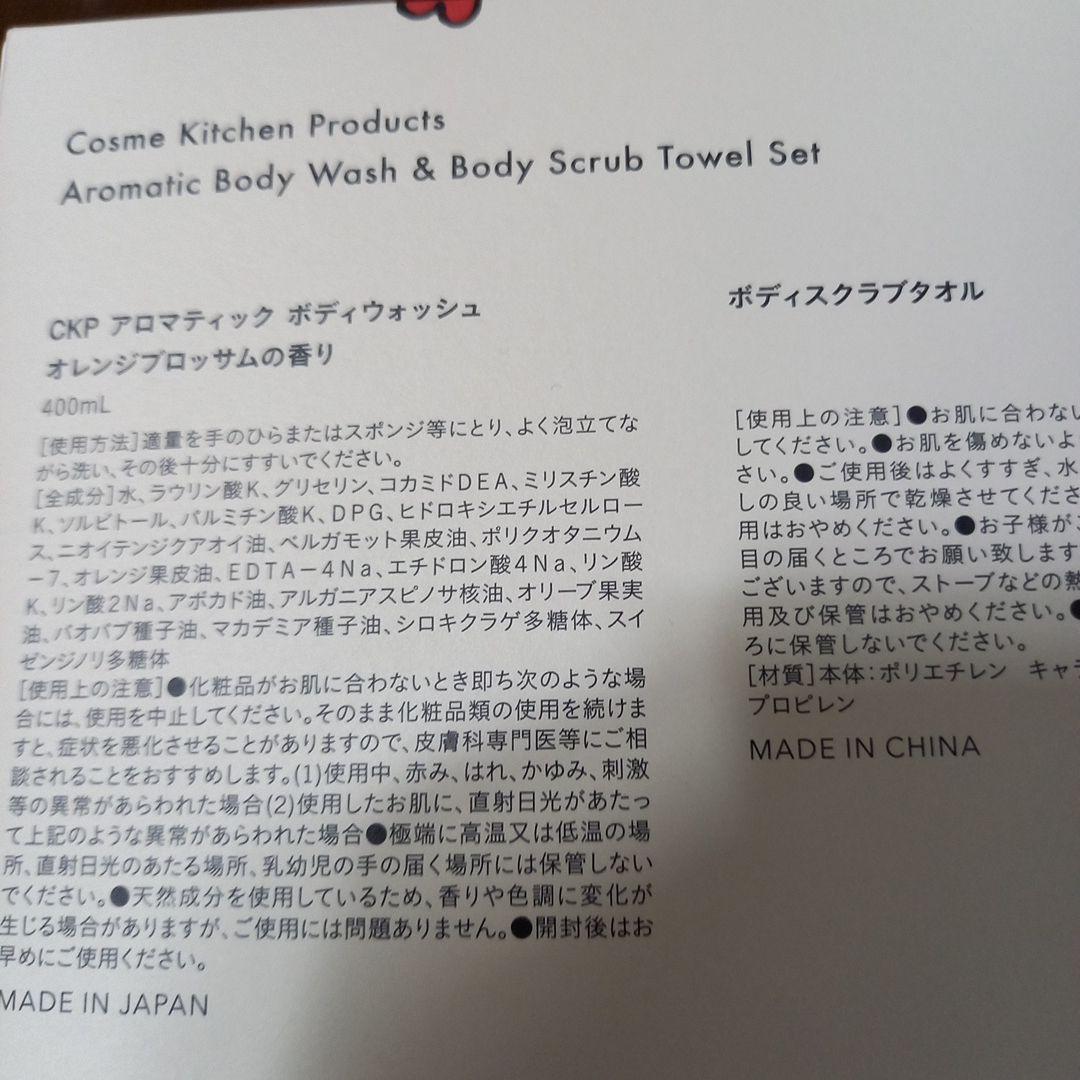 Cosme Kitchen Products
Aromatic Body Wash & Body Scrub Towel Set
CKP アロマティック ボディウォッシュ
オレンジブロッサムの香り
400mL
[使用方法]適量を手のひらまたはスポンジ等にとり、よく泡立てな
がら洗い、その後十分にすすいでください。
[全成分]水、ラウリン酸K、グリセリン、コカミドDEA、ミリスチン酸
K、ソルビトール、パルミチン酸K、DPG、ヒドロキシエチルセルロー
ス、ニオイテンジクアオイ油、ベルガモット果皮油、ポリクオタニウム
-7、オレンジ果皮油、EDTA-4Na、エチドロン酸4Na、リン酸
K、リン酸2Na、アボカド油、アルガニアスピノサ核油、オリーブ果実
油、バオバブ種子油、マカデミア種子油、シロキクラゲ多糖体、スイ
ゼンジノリ多糖体
[使用上の注意]●化粧品がお肌に合わないとき即ち次のような場
合には、使用を中止してください。そのまま化粧品類の使用を続けま
すと、症状を悪化させることがありますので、皮膚科専門医等にご相
談されることをおすすめします。(1)使用中、赤み、はれ、かゆみ、刺激
等の異常があらわれた場合(2)使用したお肌に、直射日光があたっ
て上記のような異常があらわれた場合●極端に高温又は低温の場
所、直射日光のあたる場所、乳幼児の手の届く場所には保管しない
でください。●天然成分を使用しているため、香りや色調に変化が
生じる場合がありますが、ご使用には問題ありません。●開封後はお
早めにご使用ください。
MADE IN JAPAN
ボディスクラブタオル
[使用上の注意]●お肌に合わない
してください。●お肌を傷めないよ
さい。●ご使用後はよくすすぎ、水
しの良い場所で乾燥させてくださ
用はおやめください。●お子様が
目の届くところでお願い致します
ございますので、ストーブなどの熱
用及び保管はおやめください。●
ろに保管しないでください。
[材質]本体:ポリエチレン キャラ
プロピレン
MADE IN CHINA